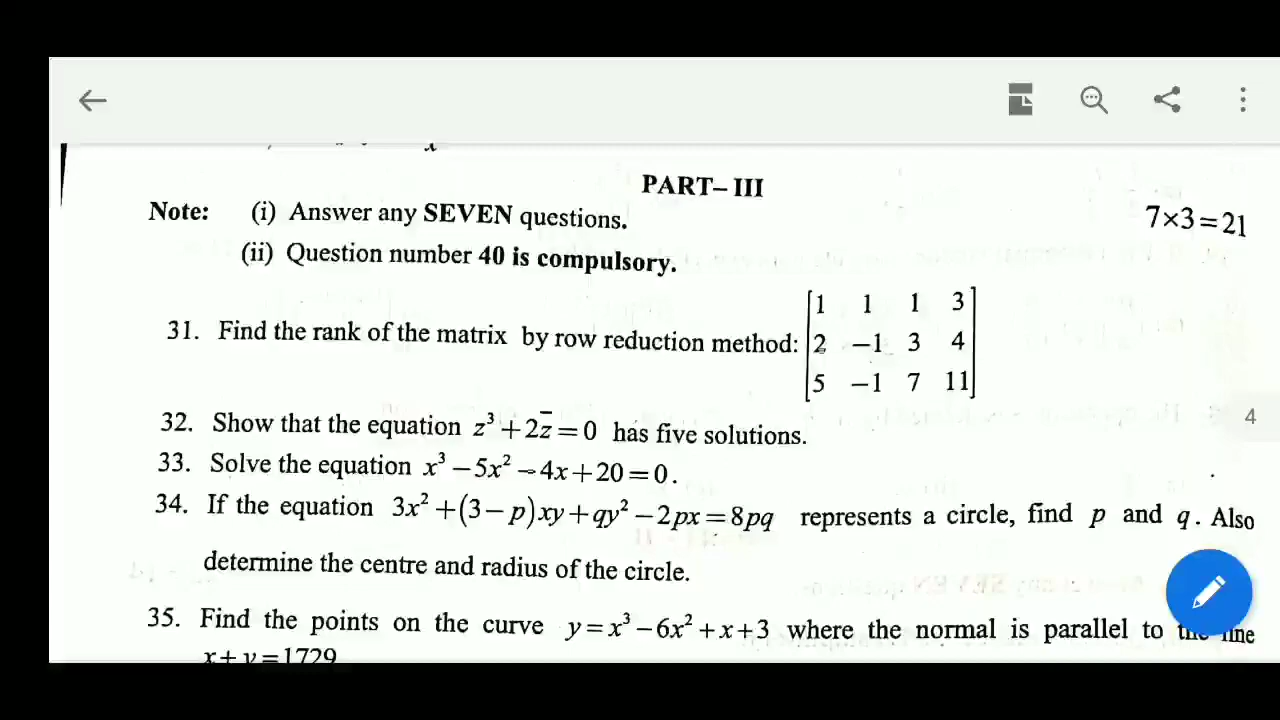 PART–III
Note: (i) Answer any SEVEN questions. 7×3=21
(ii) Question number 40 is compulsory.
31. Find the rank of the matrix by row reduction method: [1 1 1 3
2 −1 3 4
5 −1 7 11]
32. Show that the equation z³+2z̅=0 has five solutions.
4
33. Solve the equation x³−5x²−4x+20=0.
34. If the equation 3x²+(3−p)xy+qy²−2px=8pq represents a circle, find p and q. Also
determine the centre and radius of the circle.
35. Find the points on the curve y=x³−6x²+x+3 where the normal is parallel to the line
x+y=1729